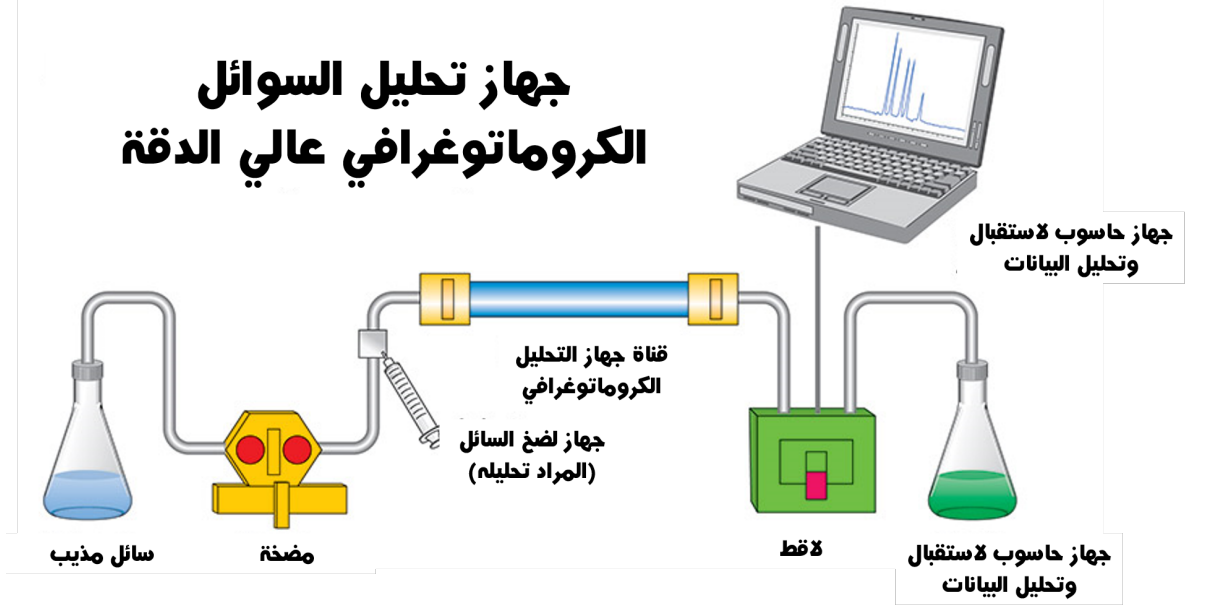 جهاز تحليل السوائل
الكروماتوغرافي عالي الدقة
جهاز حاسوب لاستقبال
وتحليل البيانات
قناة جهاز التحليل
الكروماتوغرافي
جهاز لضخ السائل
(المراد تحليله)
سائل مذيب
مضخة
لاقط
جهاز حاسوب لاستقبال
وتحليل البيانات